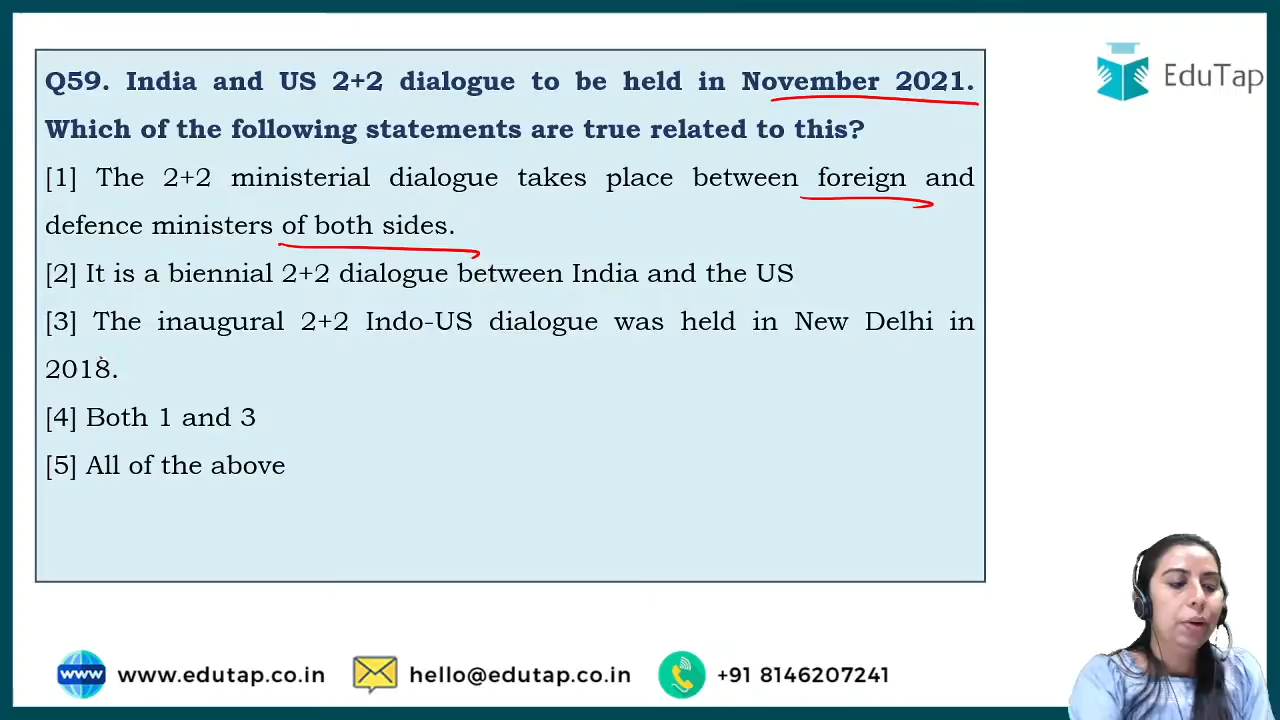 Q59. India and US 2+2 dialogue to be held in November 2021.
Which of the following statements are true related to this?
[1] The 2+2 ministerial dialogue takes place between foreign and
defence ministers of both sides.
[2] It is a biennial 2+2 dialogue between India and the US
[3] The inaugural 2+2 Indo-US dialogue was held in New Delhi in
2018.
[4] Both 1 and 3
[5] All of the above
EduTap
www.edutap.co.in
hello@edutap.co.in
+91 8146207241
WWW